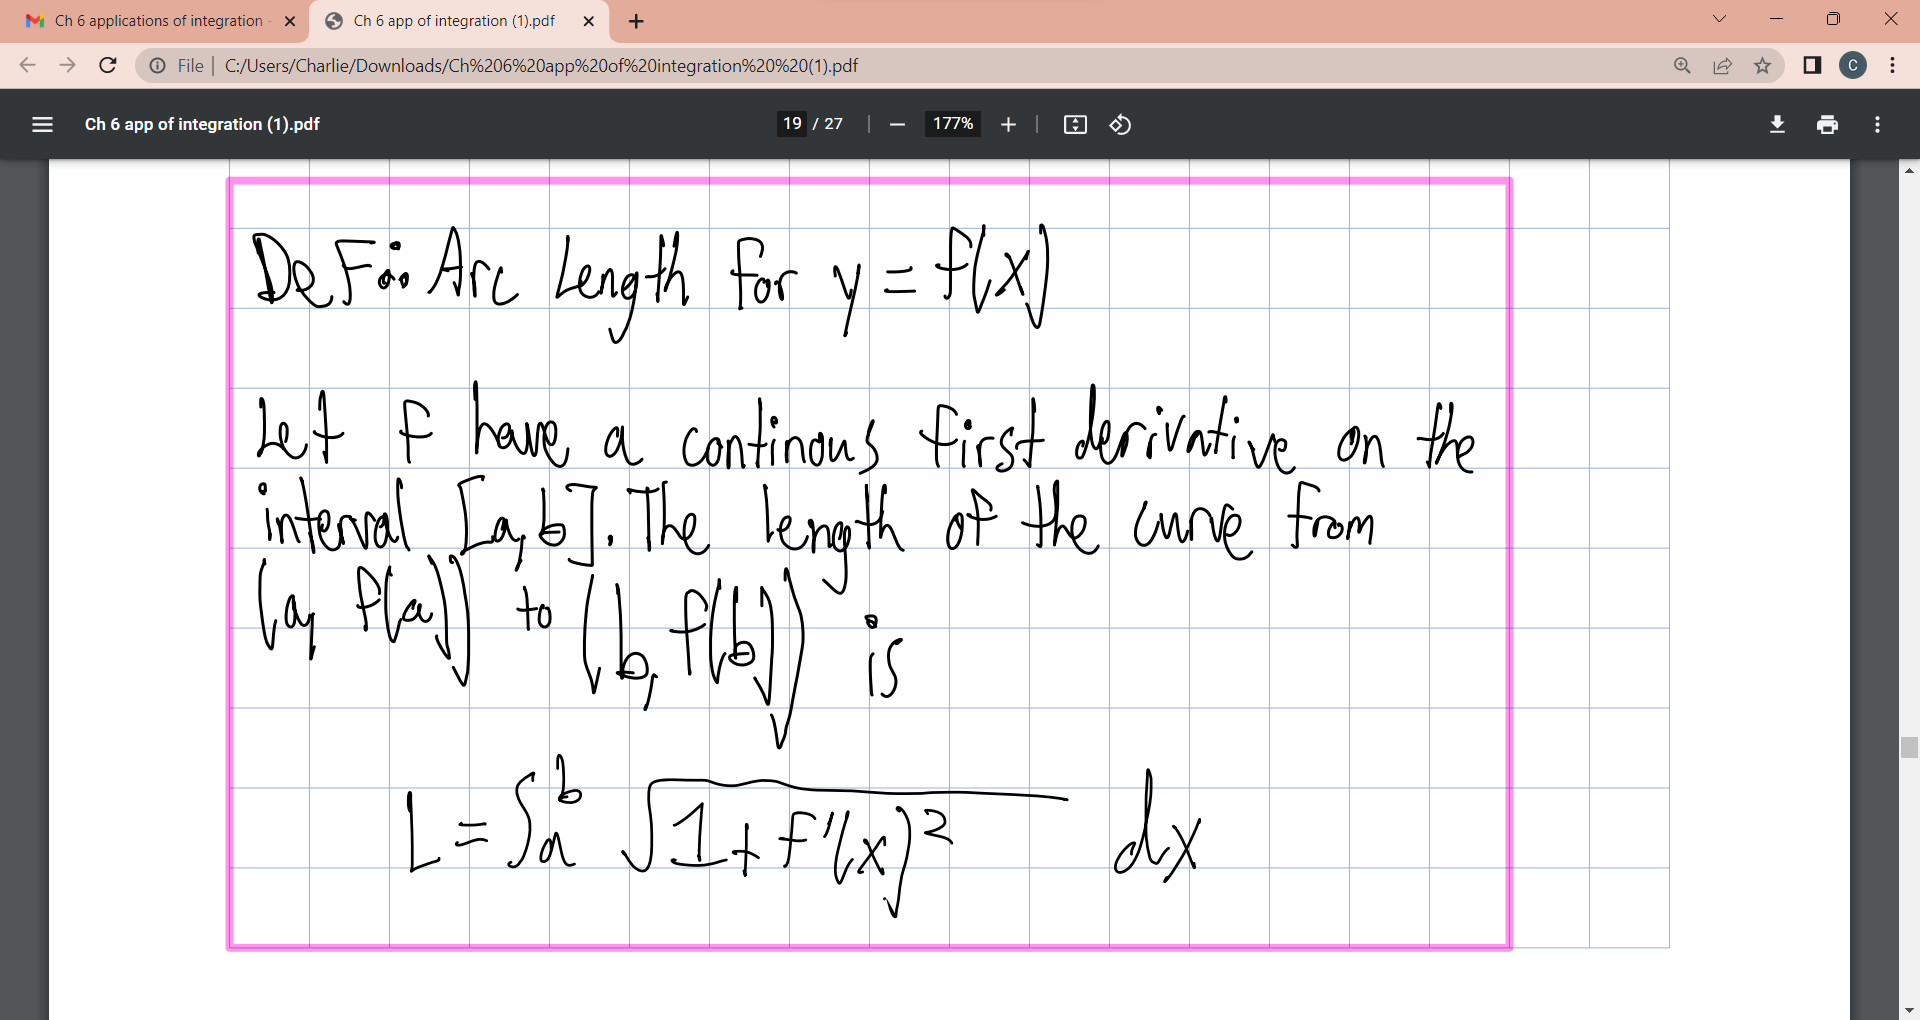 Ch 6 applications of integration -
Ch 6 app of integration (1).pdf
File | C:/Users/Charlie/Downloads/Ch%206%20app%20of%20integration%20%20(1).pdf
C
Ch 6 app of integration (1).pdf
19 / 27
177%
DeF: Arc Length for y = f(x)
Let f have a continous first derivative on the
interval [a, b]. The length of the curve from
(a, f(a)) to (b, f(b)) is
L = ∫ₐᵇ √(1 + f'(x)²) dx